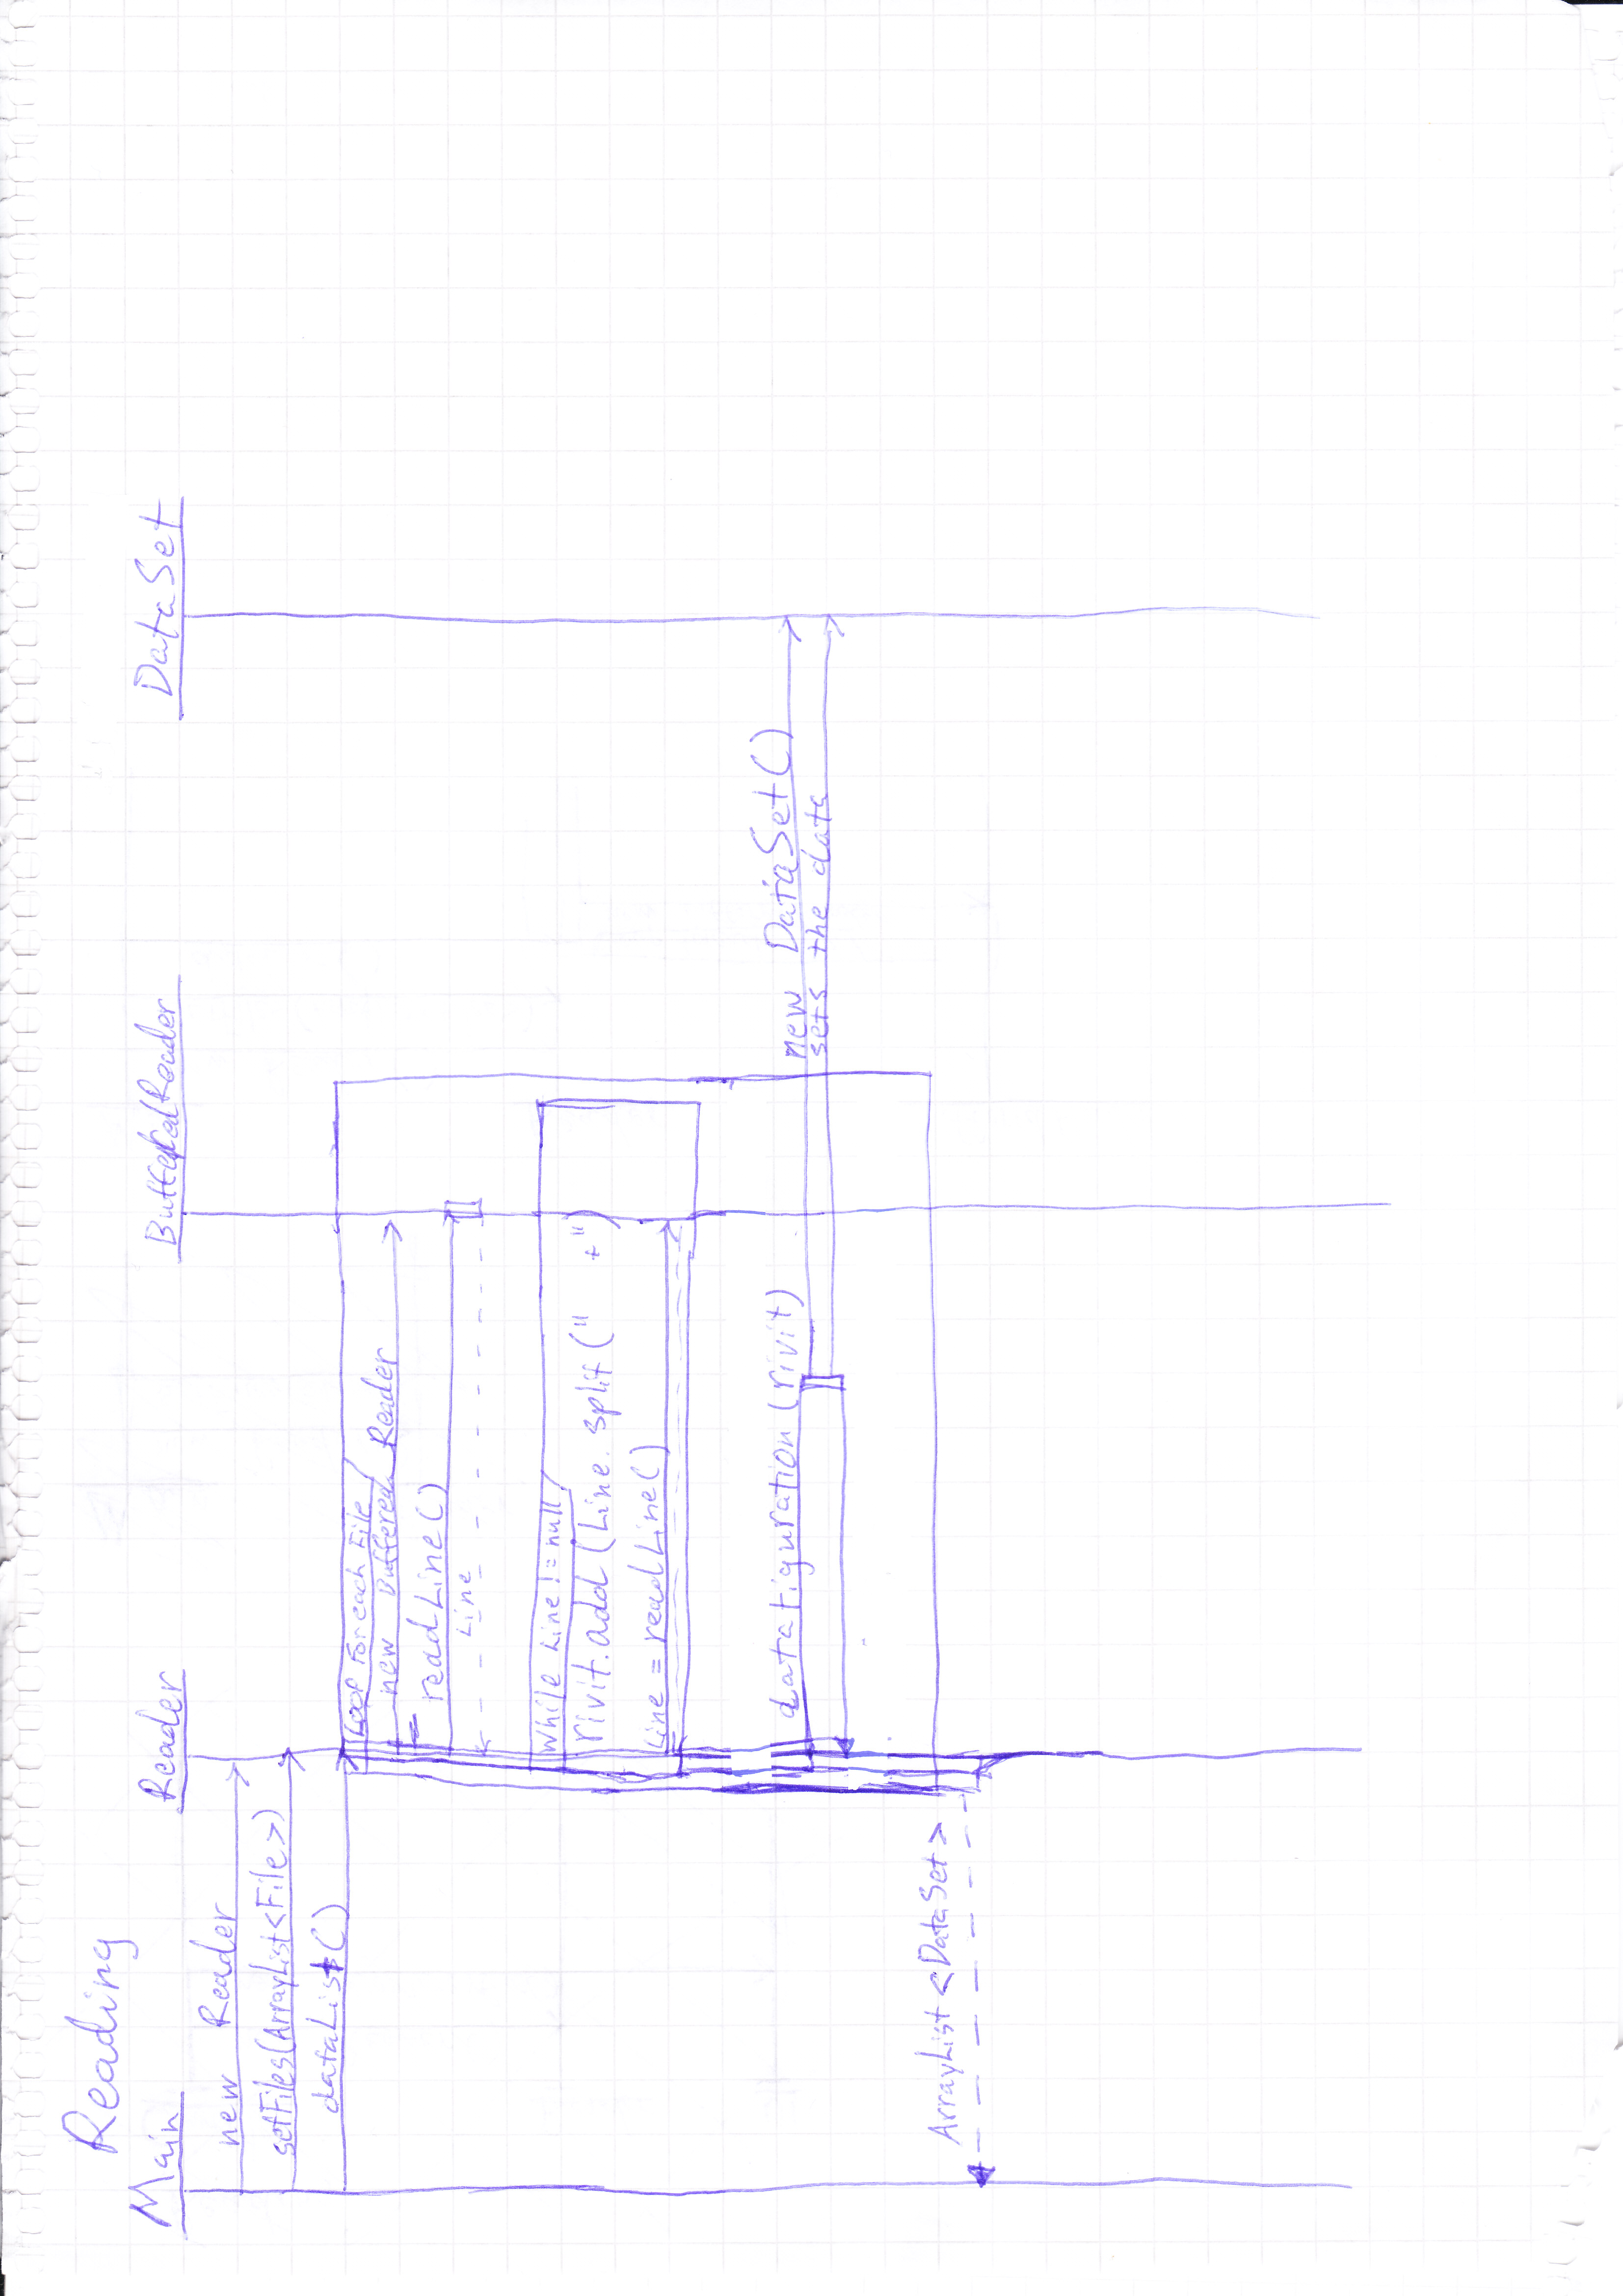 Reading
Main Reader BufferedReader DataSet
new Reader
setFiles(ArrayList<File>)
dataList()
Loop For each File
new Buffered Reader
readLine()
Line
While Line != null
rivit.add (Line. split (" +")
Line = readLine()
datafiguration (rivit)
new DataSet()
sets the data
ArrayList <DataSet>